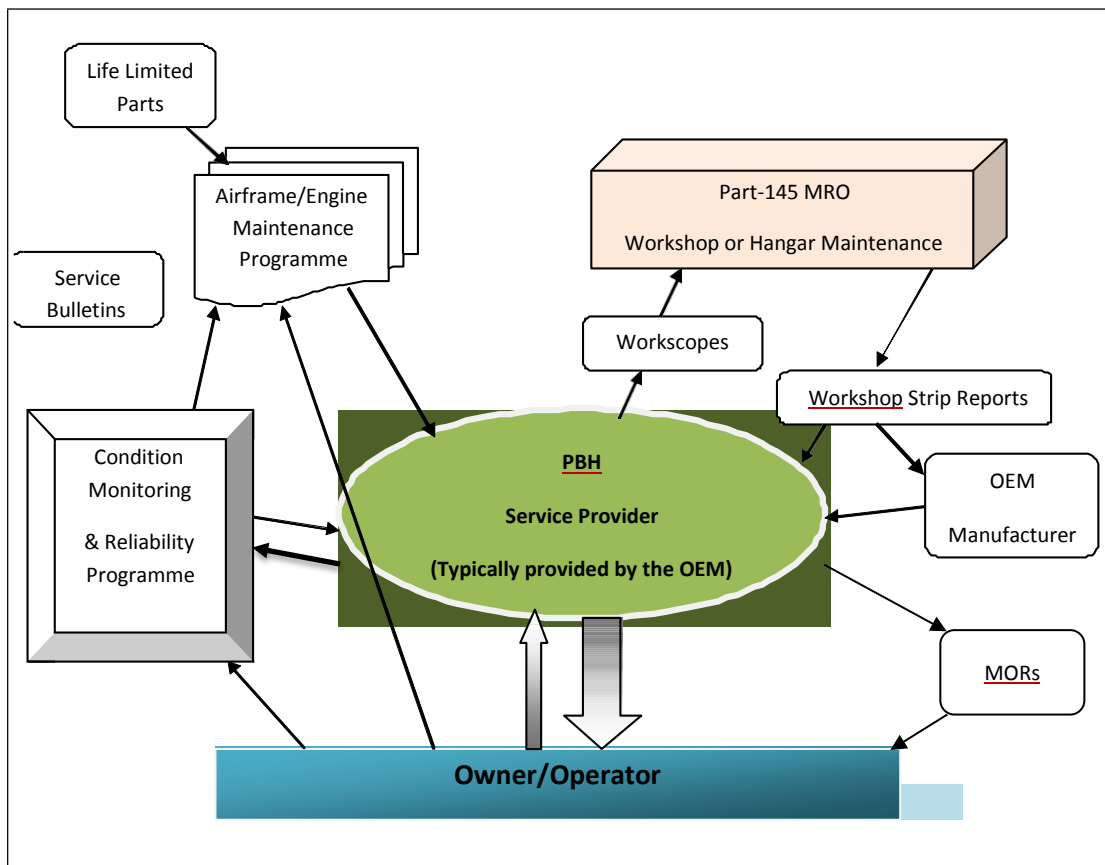 Life Limited
Parts
Airframe/Engine
Maintenance
Programme
Part-145 MRO
Workshop or Hangar Maintenance
Service
Bulletins
Workscopes
Workshop Strip Reports
Condition
Monitoring
& Reliability
Programme
PBH
Service Provider
(Typically provided by the OEM)
OEM
Manufacturer
MORs
Owner/Operator